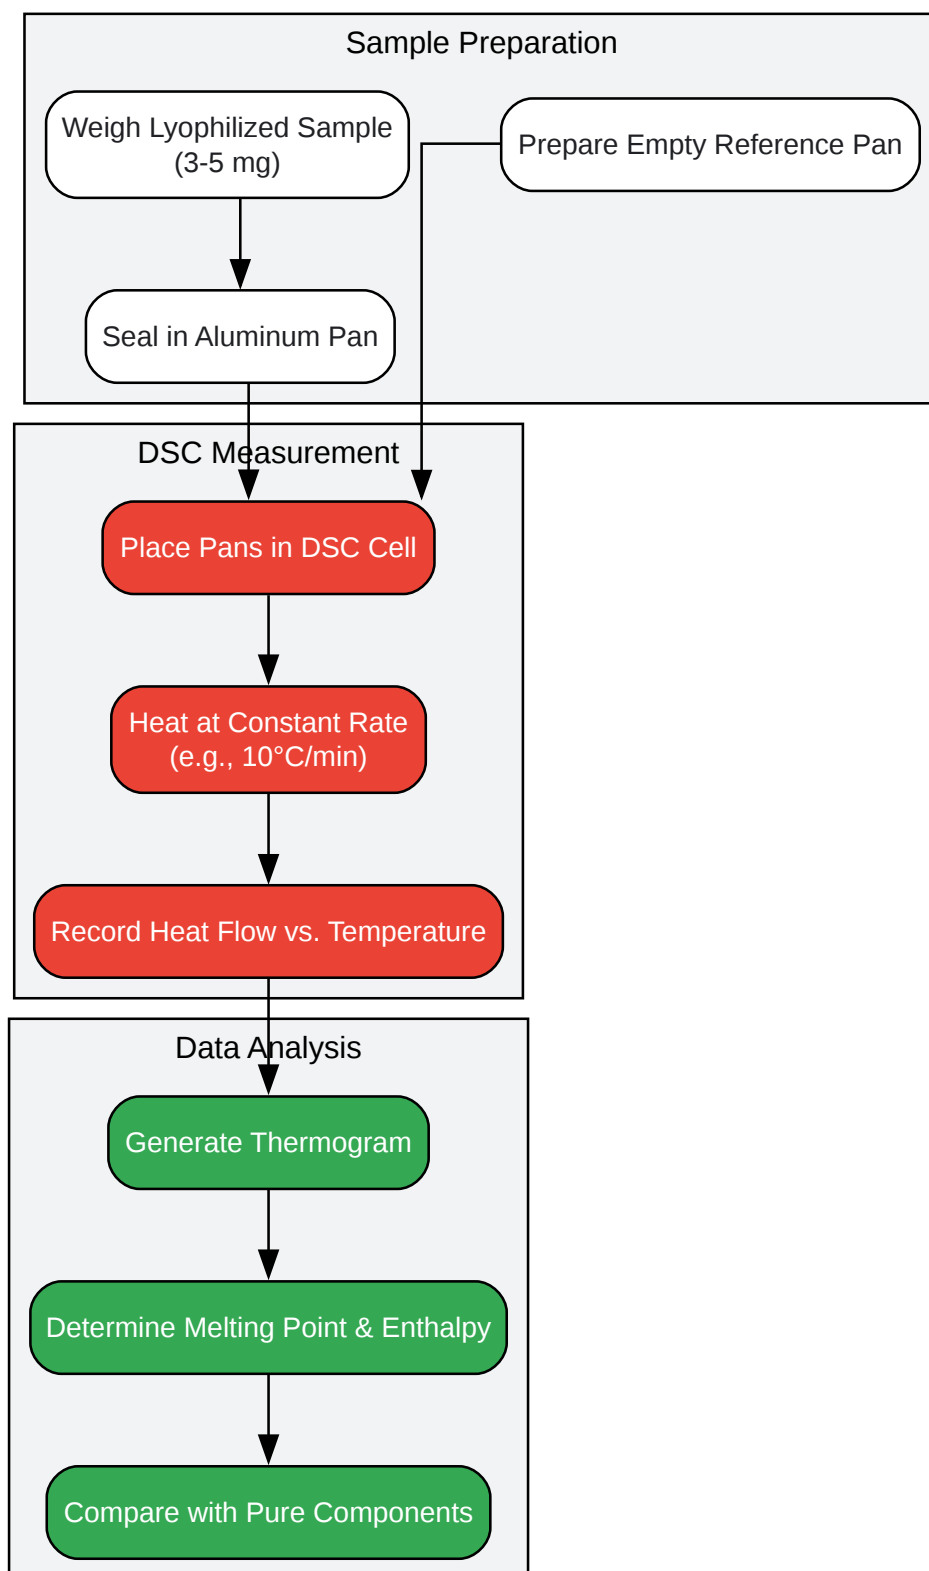 Sample Preparation
Weigh Lyophilized Sample
(3-5 mg)
Prepare Empty Reference Pan
Seal in Aluminum Pan
DSC Measurement
Place Pans in DSC Cell
Heat at Constant Rate
(e.g., 10°C/min)
Record Heat Flow vs. Temperature
Data Analysis
Generate Thermogram
Determine Melting Point & Enthalpy
Compare with Pure Components